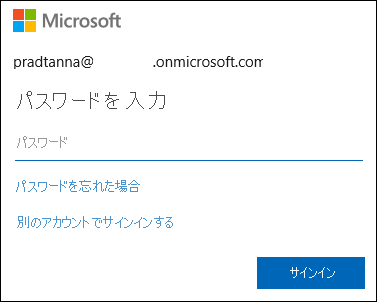 Microsoft
pradtanna@ .onmicrosoft.com
パスワードを入力
パスワード
パスワードを忘れた場合
別のアカウントでサインインする
サインイン